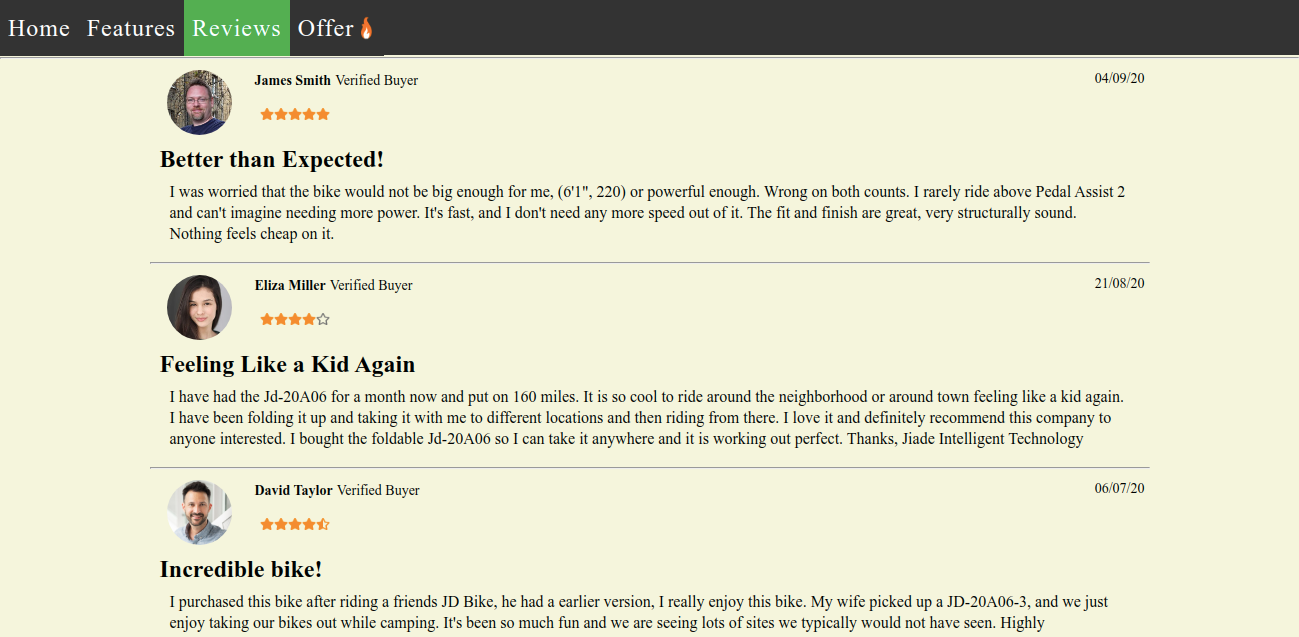 Home Features Reviews Offer🔥
James Smith Verified Buyer 04/09/20
Better than Expected!
I was worried that the bike would not be big enough for me, (6'1", 220) or powerful enough. Wrong on both counts. I rarely ride above Pedal Assist 2
and can't imagine needing more power. It's fast, and I don't need any more speed out of it. The fit and finish are great, very structurally sound.
Nothing feels cheap on it.
Eliza Miller Verified Buyer 21/08/20
Feeling Like a Kid Again
I have had the Jd-20A06 for a month now and put on 160 miles. It is so cool to ride around the neighborhood or around town feeling like a kid again.
I have been folding it up and taking it with me to different locations and then riding from there. I love it and definitely recommend this company to
anyone interested. I bought the foldable Jd-20A06 so I can take it anywhere and it is working out perfect. Thanks, Jiade Intelligent Technology
David Taylor Verified Buyer 06/07/20
Incredible bike!
I purchased this bike after riding a friends JD Bike, he had a earlier version, I really enjoy this bike. My wife picked up a JD-20A06-3, and we just
enjoy taking our bikes out while camping. It's been so much fun and we are seeing lots of sites we typically would not have seen. Highly